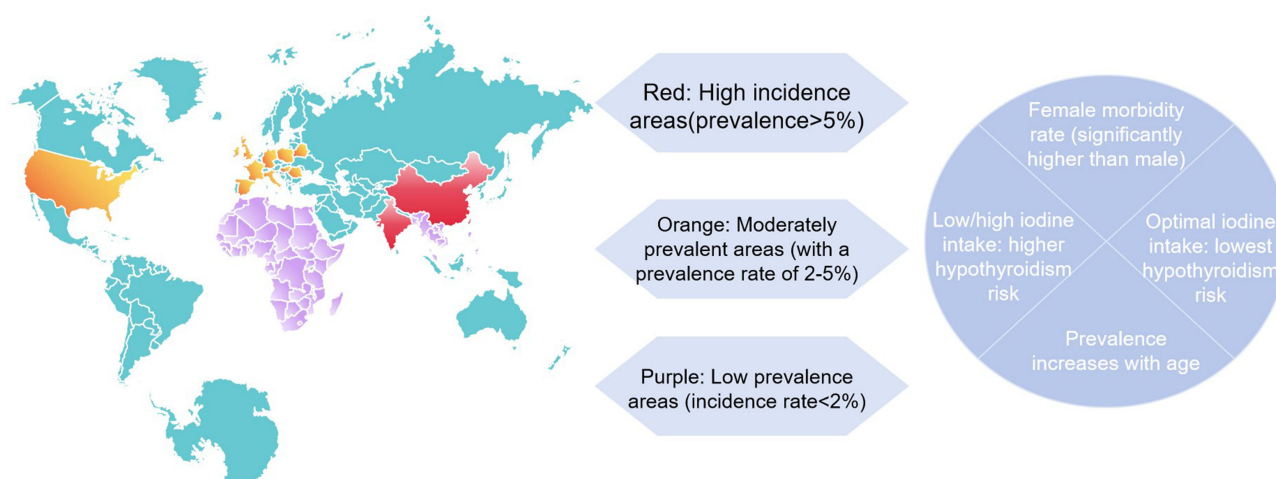 Red: High incidence
areas(prevalence>5%)
Orange: Moderately
prevalent areas (with a
prevalence rate of 2-5%)
Purple: Low prevalence
areas (incidence rate<2%)
Female morbidity
rate (significantly
higher than male)
Low/high iodine
intake: higher
hypothyroidism
risk
Optimal iodine
intake: lowest
hypothyroidism
risk
Prevalence
increases with age